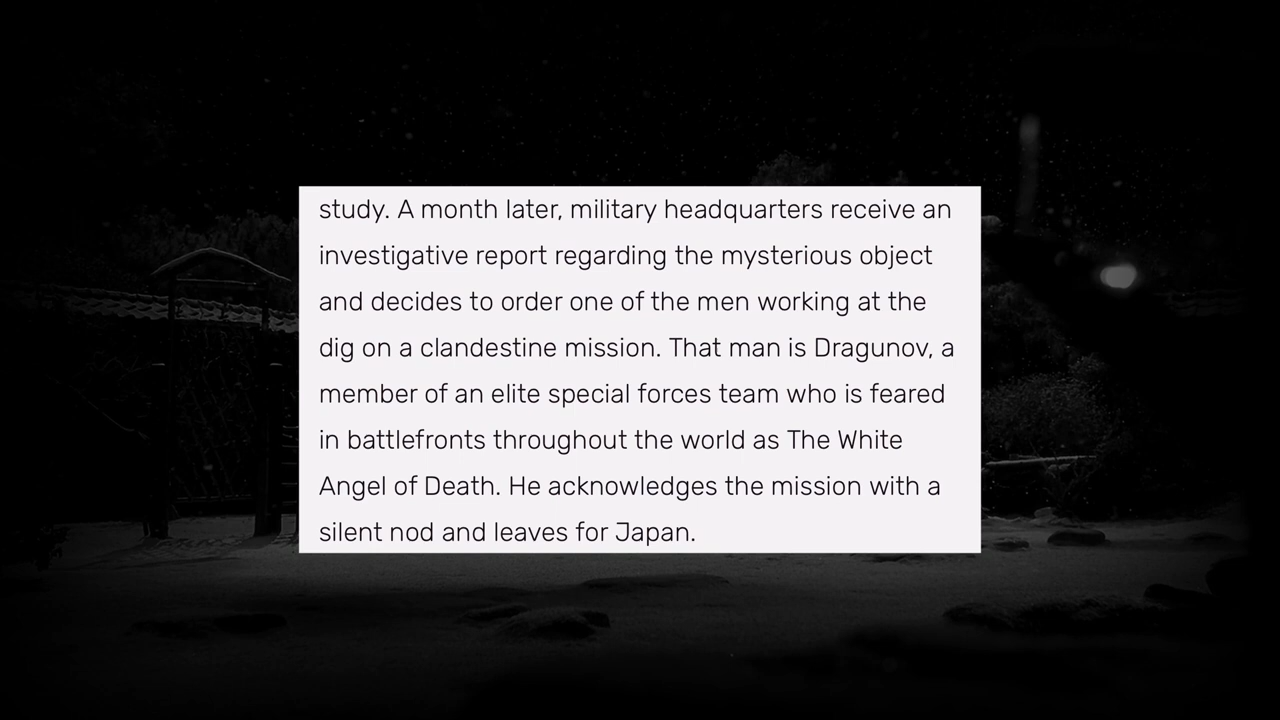 study. A month later, military headquarters receive an
investigative report regarding the mysterious object
and decides to order one of the men working at the
dig on a clandestine mission. That man is Dragunov, a
member of an elite special forces team who is feared
in battlefronts throughout the world as The White
Angel of Death. He acknowledges the mission with a
silent nod and leaves for Japan.